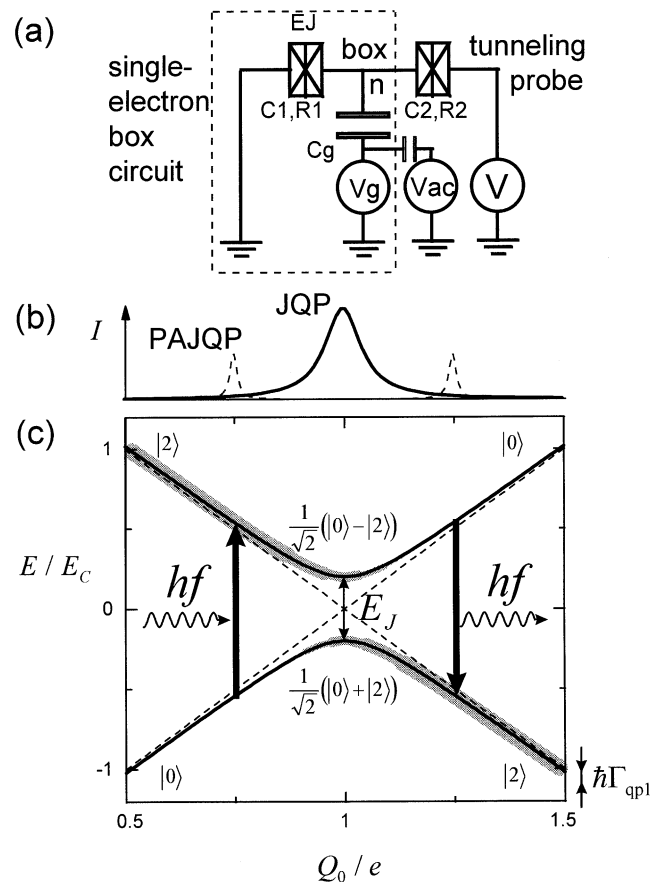 (a)
EJ
box
n
tunneling
probe
single-
electron
box
circuit
C1,R1
C2,R2
Cg
Vg
Vac
V
(b)
I
PAJQP
JQP
(c)
1
|2⟩
|0⟩
1/√2(|0⟩−|2⟩)
E / E_C
hf
0
E_J
hf
1/√2(|0⟩+|2⟩)
-1
|0⟩
|2⟩
ħΓqp1
0.5
1
1.5
Q₀ / e